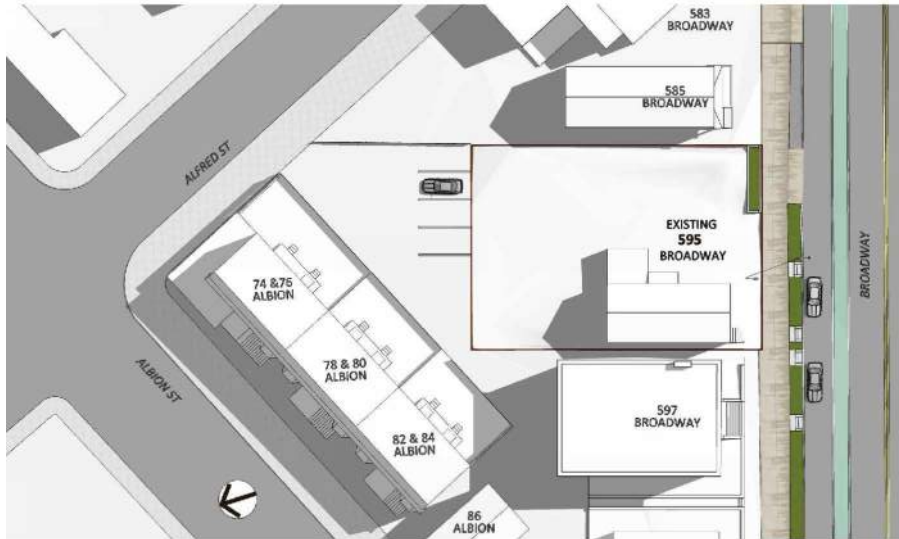 583
BROADWAY
585
BROADWAY
ALFRED ST
EXISTING
595
BROADWAY
BROADWAY
74 &76
ALBION
78 & 80
ALBION
ALBION ST
82 & 84
ALBION
597
BROADWAY
86
ALBION